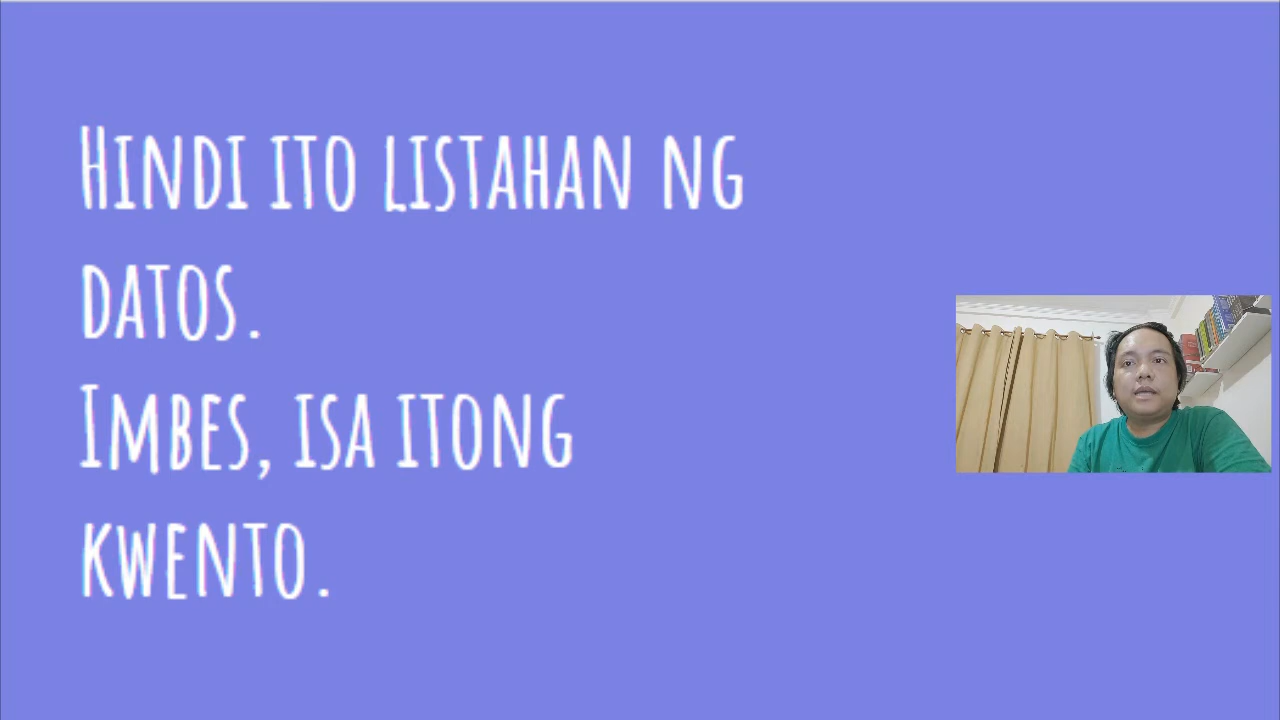 Hindi ito listahan ng
datos.
Imbes, isa itong
kwento.